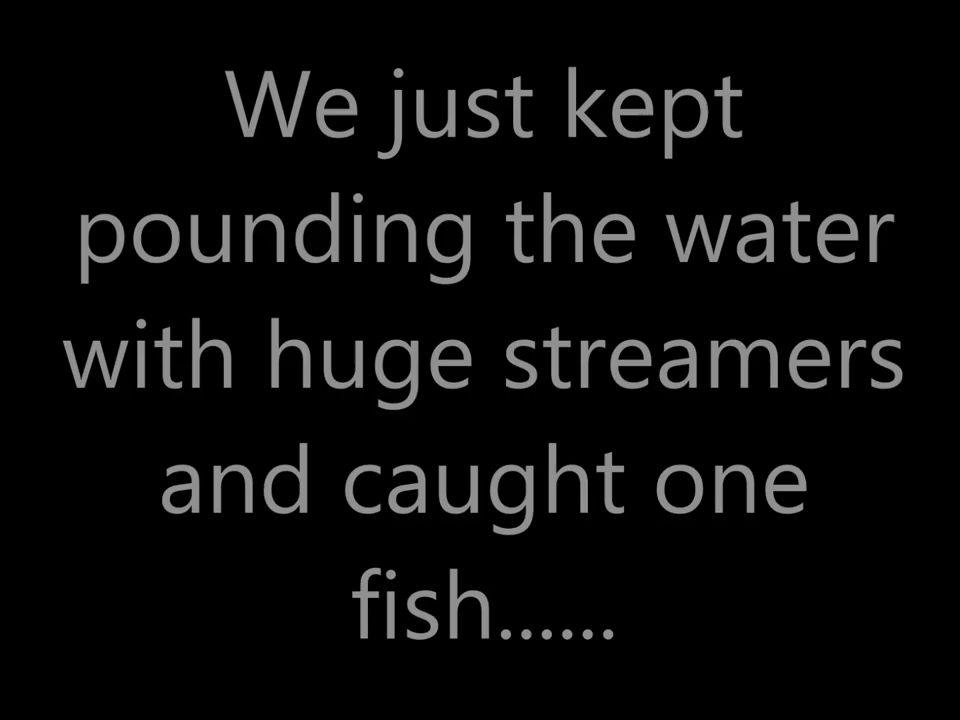 We just kept
pounding the water
with huge streamers
and caught one
fish......